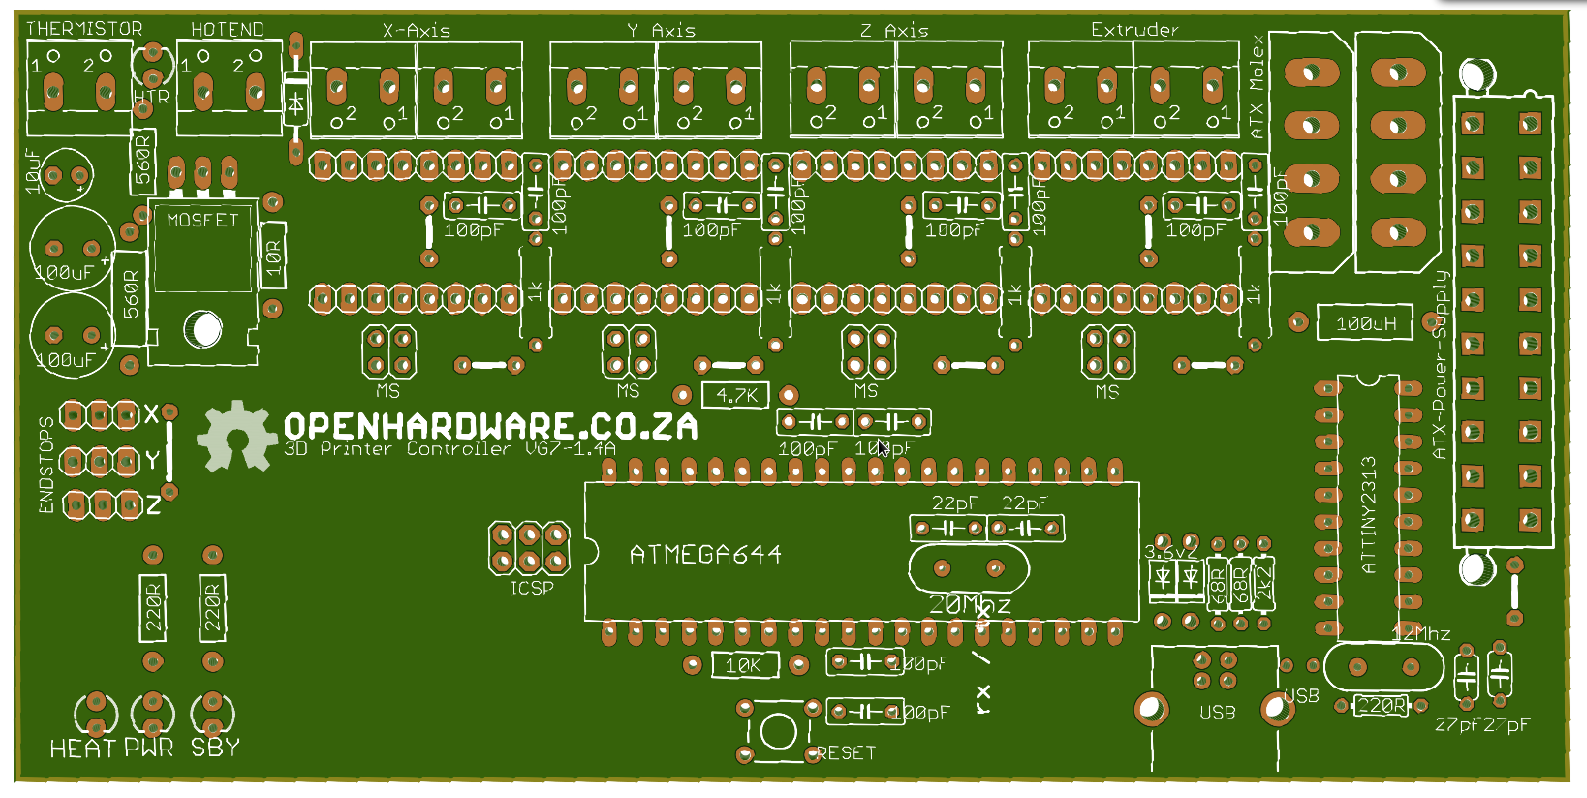 THERMISTOR
HOTEND
X-Axis
Y Axis
Z Axis
Extruder
1 2
1 2
2 1
2 1
2 1
2 1
2 1
2 1
2 1
2 1
HTR
ATX Molex
10uF
560R
MOSFET
100pF
100pF
100pF
100pF
100pF
100pF
100pF
100pF
10R
100uF
560R
1k
1k
1k
1k
100uH
100uF
ATX-Power-Supply
MS
MS
MS
MS
4.7K
ENDSTOPS
X
Y
Z
OPENHARDWARE.CO.ZA
3D Printer Controller VG7-1.4A
100pF
100pF
22pF
22pF
ATMEGA644
ICSP
20Mhz
3.6vZ
68R
68R
2k2
ATTINY2313
220R
220R
10K
100pF
rx / tx
12Mhz
100pF
USB
USB
220R
27pF
27pF
HEAT
PWR
SBY
RESET